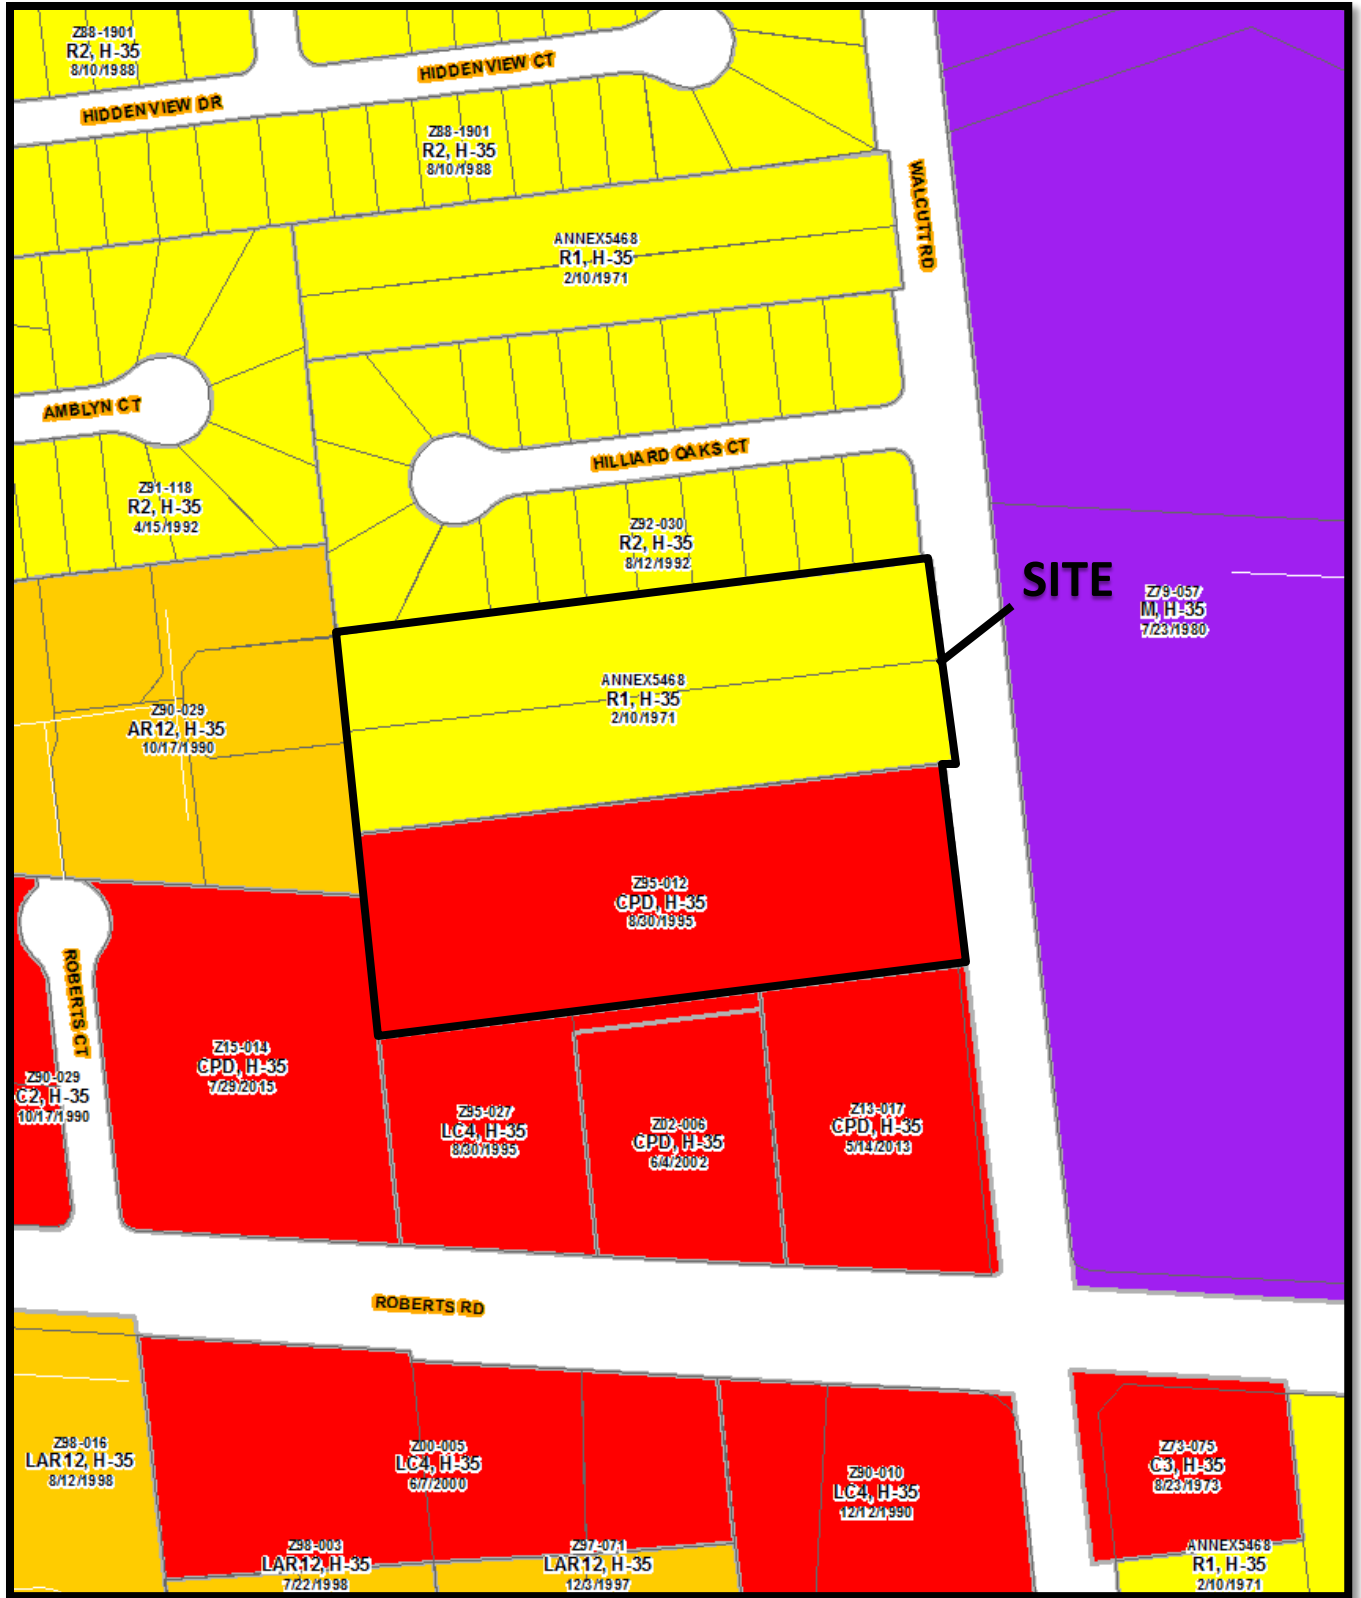 Z88-1901
R2, H-35
8/10/1988
HIDDEN VIEW CT
HIDDEN VIEW DR
Z88-1901
R2, H-35
8/10/1988
WALCUTT RD
ANNEX5468
R1, H-35
2/10/1971
AMBLYN CT
HILLIARD OAKS CT
Z91-118
R2, H-35
4/15/1992
Z92-030
R2, H-35
8/12/1992
SITE
Z79-057
M, H-35
7/23/1980
ANNEX5468
R1, H-35
2/10/1971
Z90-029
AR12, H-35
10/17/1990
Z95-012
CPD, H-35
8/30/1995
ROBERTS CT
Z15-014
CPD, H-35
7/29/2015
Z90-029
C2, H-35
10/17/1990
Z95-027
LC4, H-35
8/30/1995
Z02-006
CPD, H-35
6/4/2002
Z13-017
CPD, H-35
5/14/2013
ROBERTS RD
Z98-016
LAR12, H-35
8/12/1998
Z00-005
LC4, H-35
6/7/2000
Z90-010
LC4, H-35
12/12/1990
Z73-075
C3, H-35
8/23/1973
Z98-003
LAR12, H-35
7/22/1998
Z97-071
LAR12, H-35
12/3/1997
ANNEX5468
R1, H-35
2/10/1971